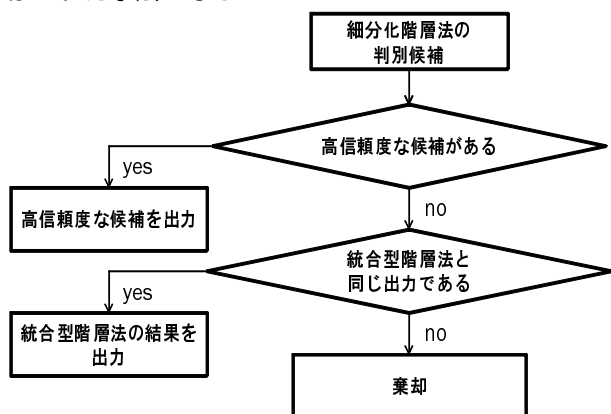 細分化階層法の
判別候補
高信頼度な候補がある
yes
高信頼度な候補を出力
no
統合型階層法と
同じ出力である
yes
統合型階層法の結果を
出力
no
棄却